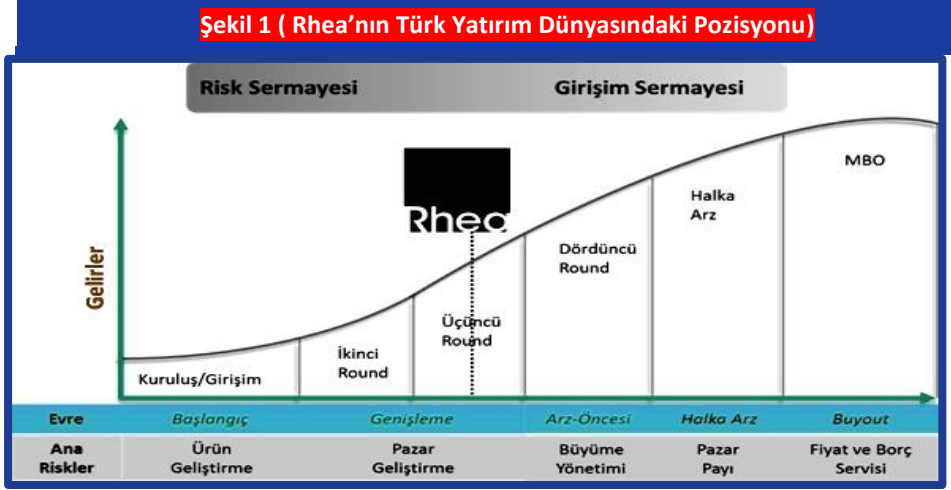 Şekil 1 ( Rhea’nın Türk Yatırım Dünyasındaki Pozisyonu)
Risk Sermayesi Girişim Sermayesi
MBO
Halka
Arz
Rhea
Dördüncü
Round
Gelirler
Üçüncü
Round
İkinci
Round
Kuruluş/Girişim
Evre Başlangıç Genişleme Arz-Öncesi Halka Arz Buyout
Ana
Riskler
Ürün
Geliştirme
Pazar
Geliştirme
Büyüme
Yönetimi
Pazar
Payı
Fiyat ve Borç
Servisi